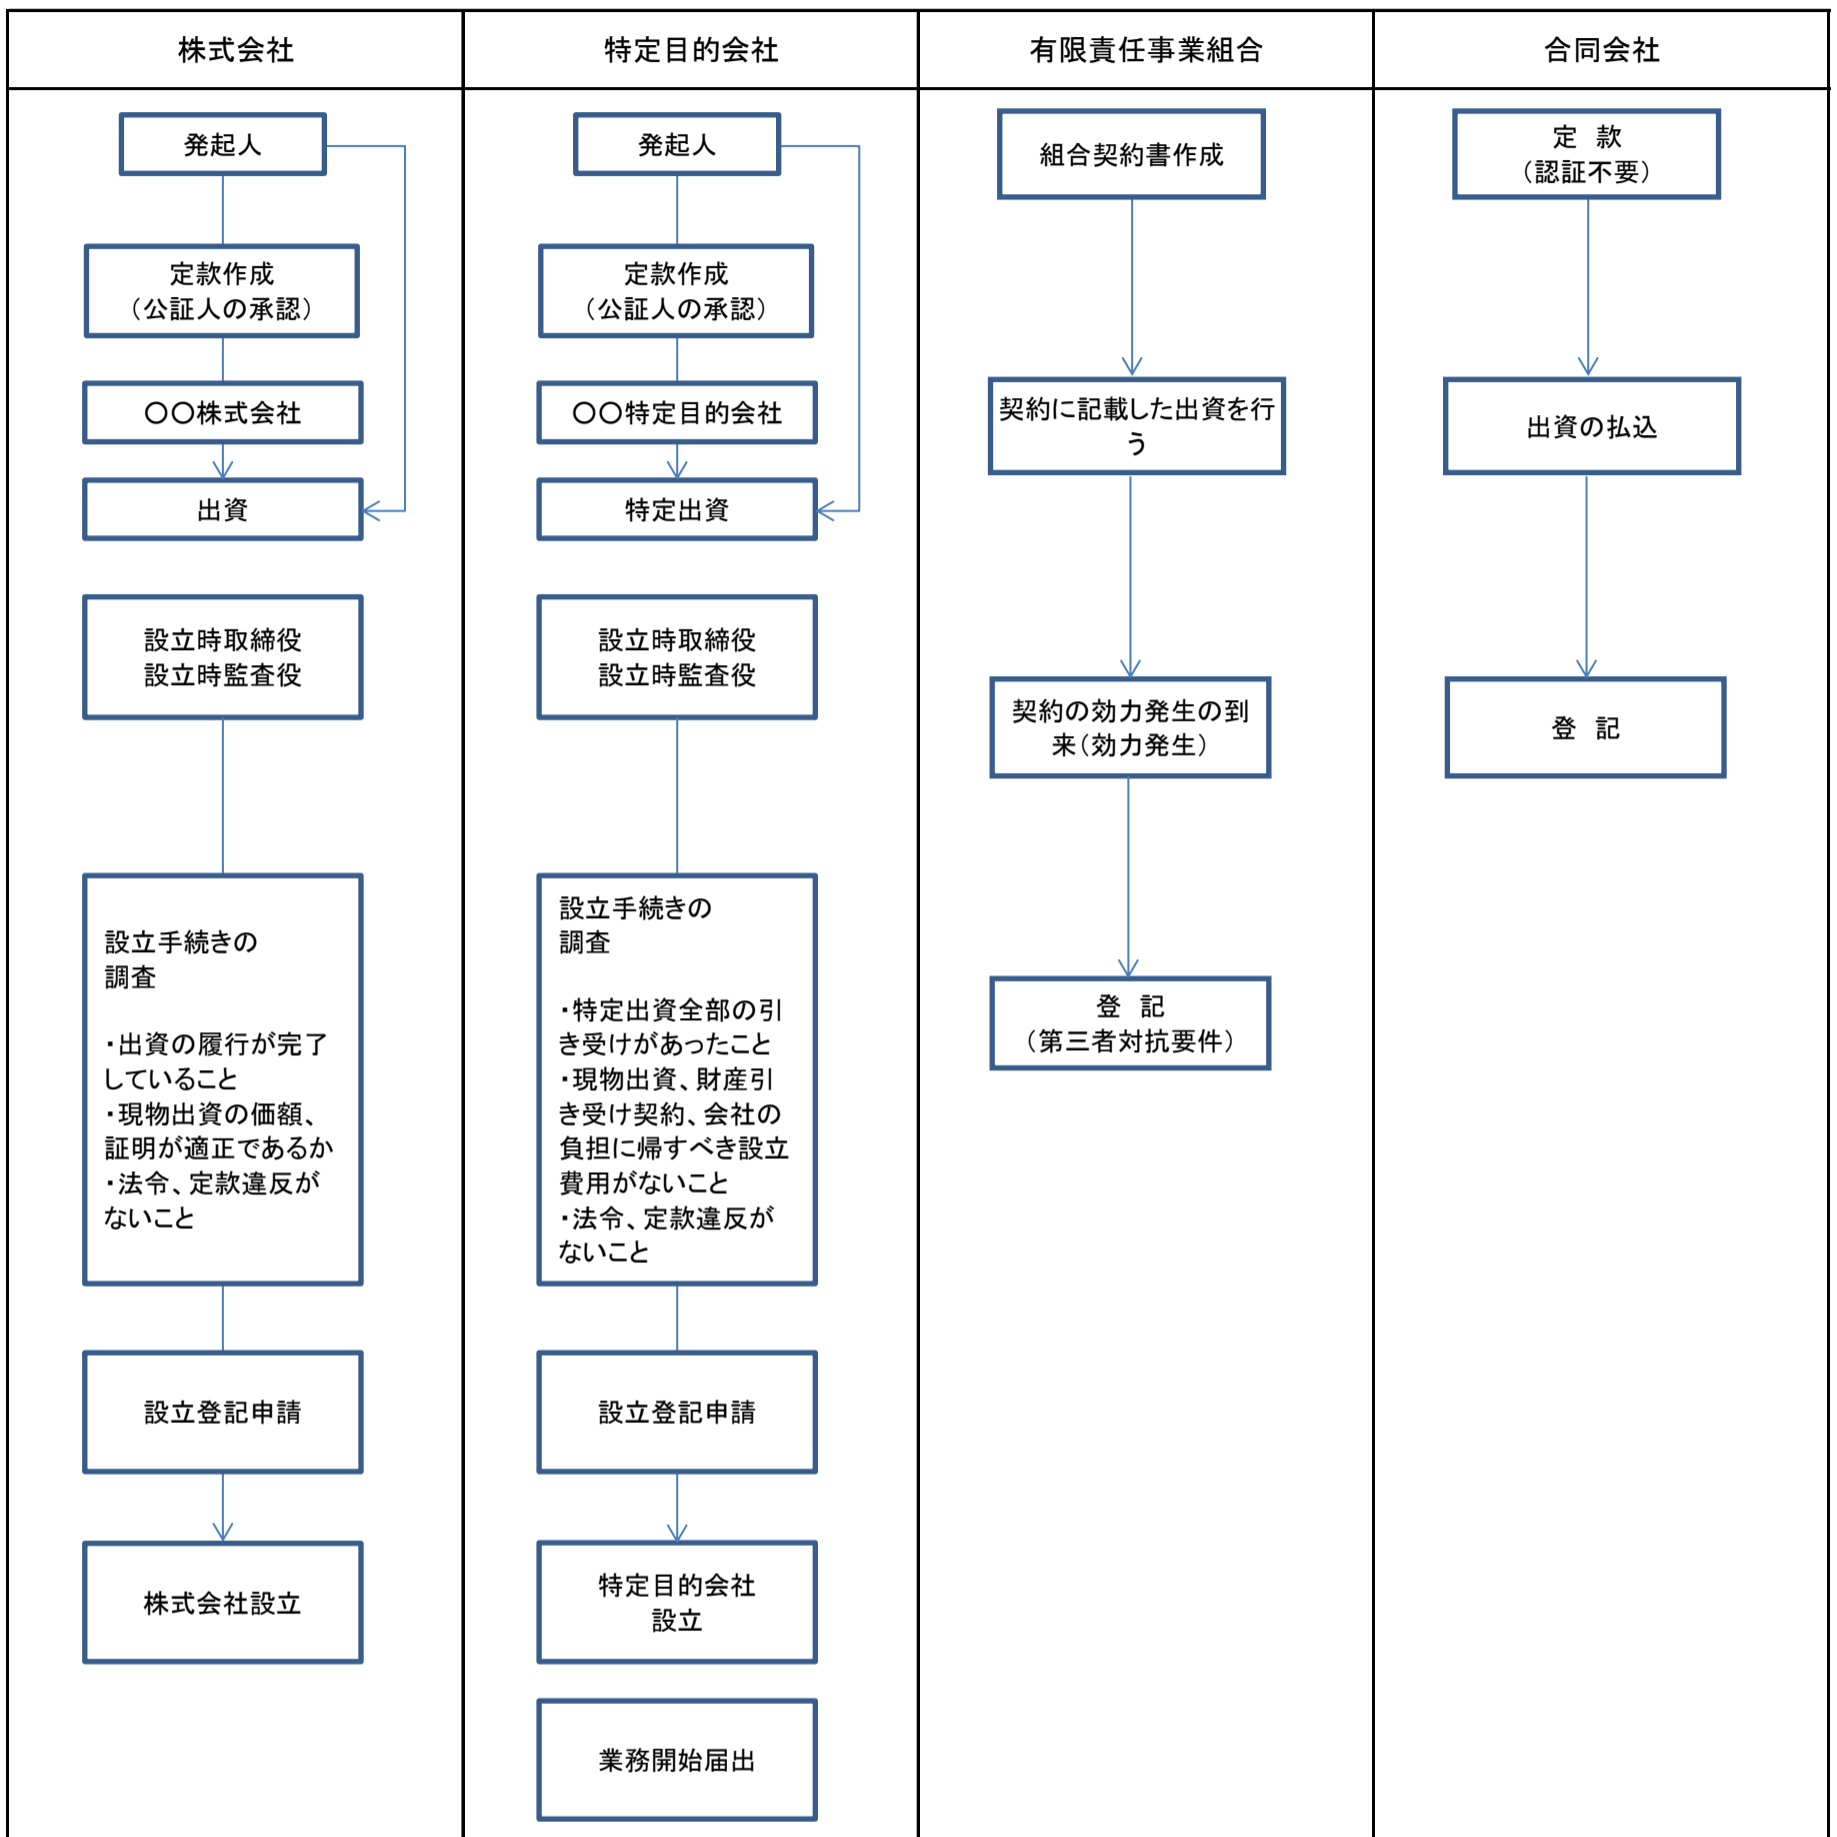 株式会社
特定目的会社
有限責任事業組合
合同会社
発起人
定款作成
（公証人の承認）
〇〇株式会社
出資
設立時取締役
設立時監査役
設立手続きの
調査
・出資の履行が完了
していること
・現物出資の価額、
証明が適正であるか
・法令、定款違反が
ないこと
設立登記申請
株式会社設立
発起人
定款作成
（公証人の承認）
〇〇特定目的会社
特定出資
設立時取締役
設立時監査役
設立手続きの
調査
・特定出資全部の引
き受けがあったこと
・現物出資、財産引
き受け契約、会社の
負担に帰すべき設立
費用がないこと
・法令、定款違反が
ないこと
設立登記申請
特定目的会社
設立
業務開始届出
組合契約書作成
契約に記載した出資を行
う
契約の効力発生の到
来（効力発生）
登　記
（第三者対抗要件）
定　款
（認証不要）
出資の払込
登　記